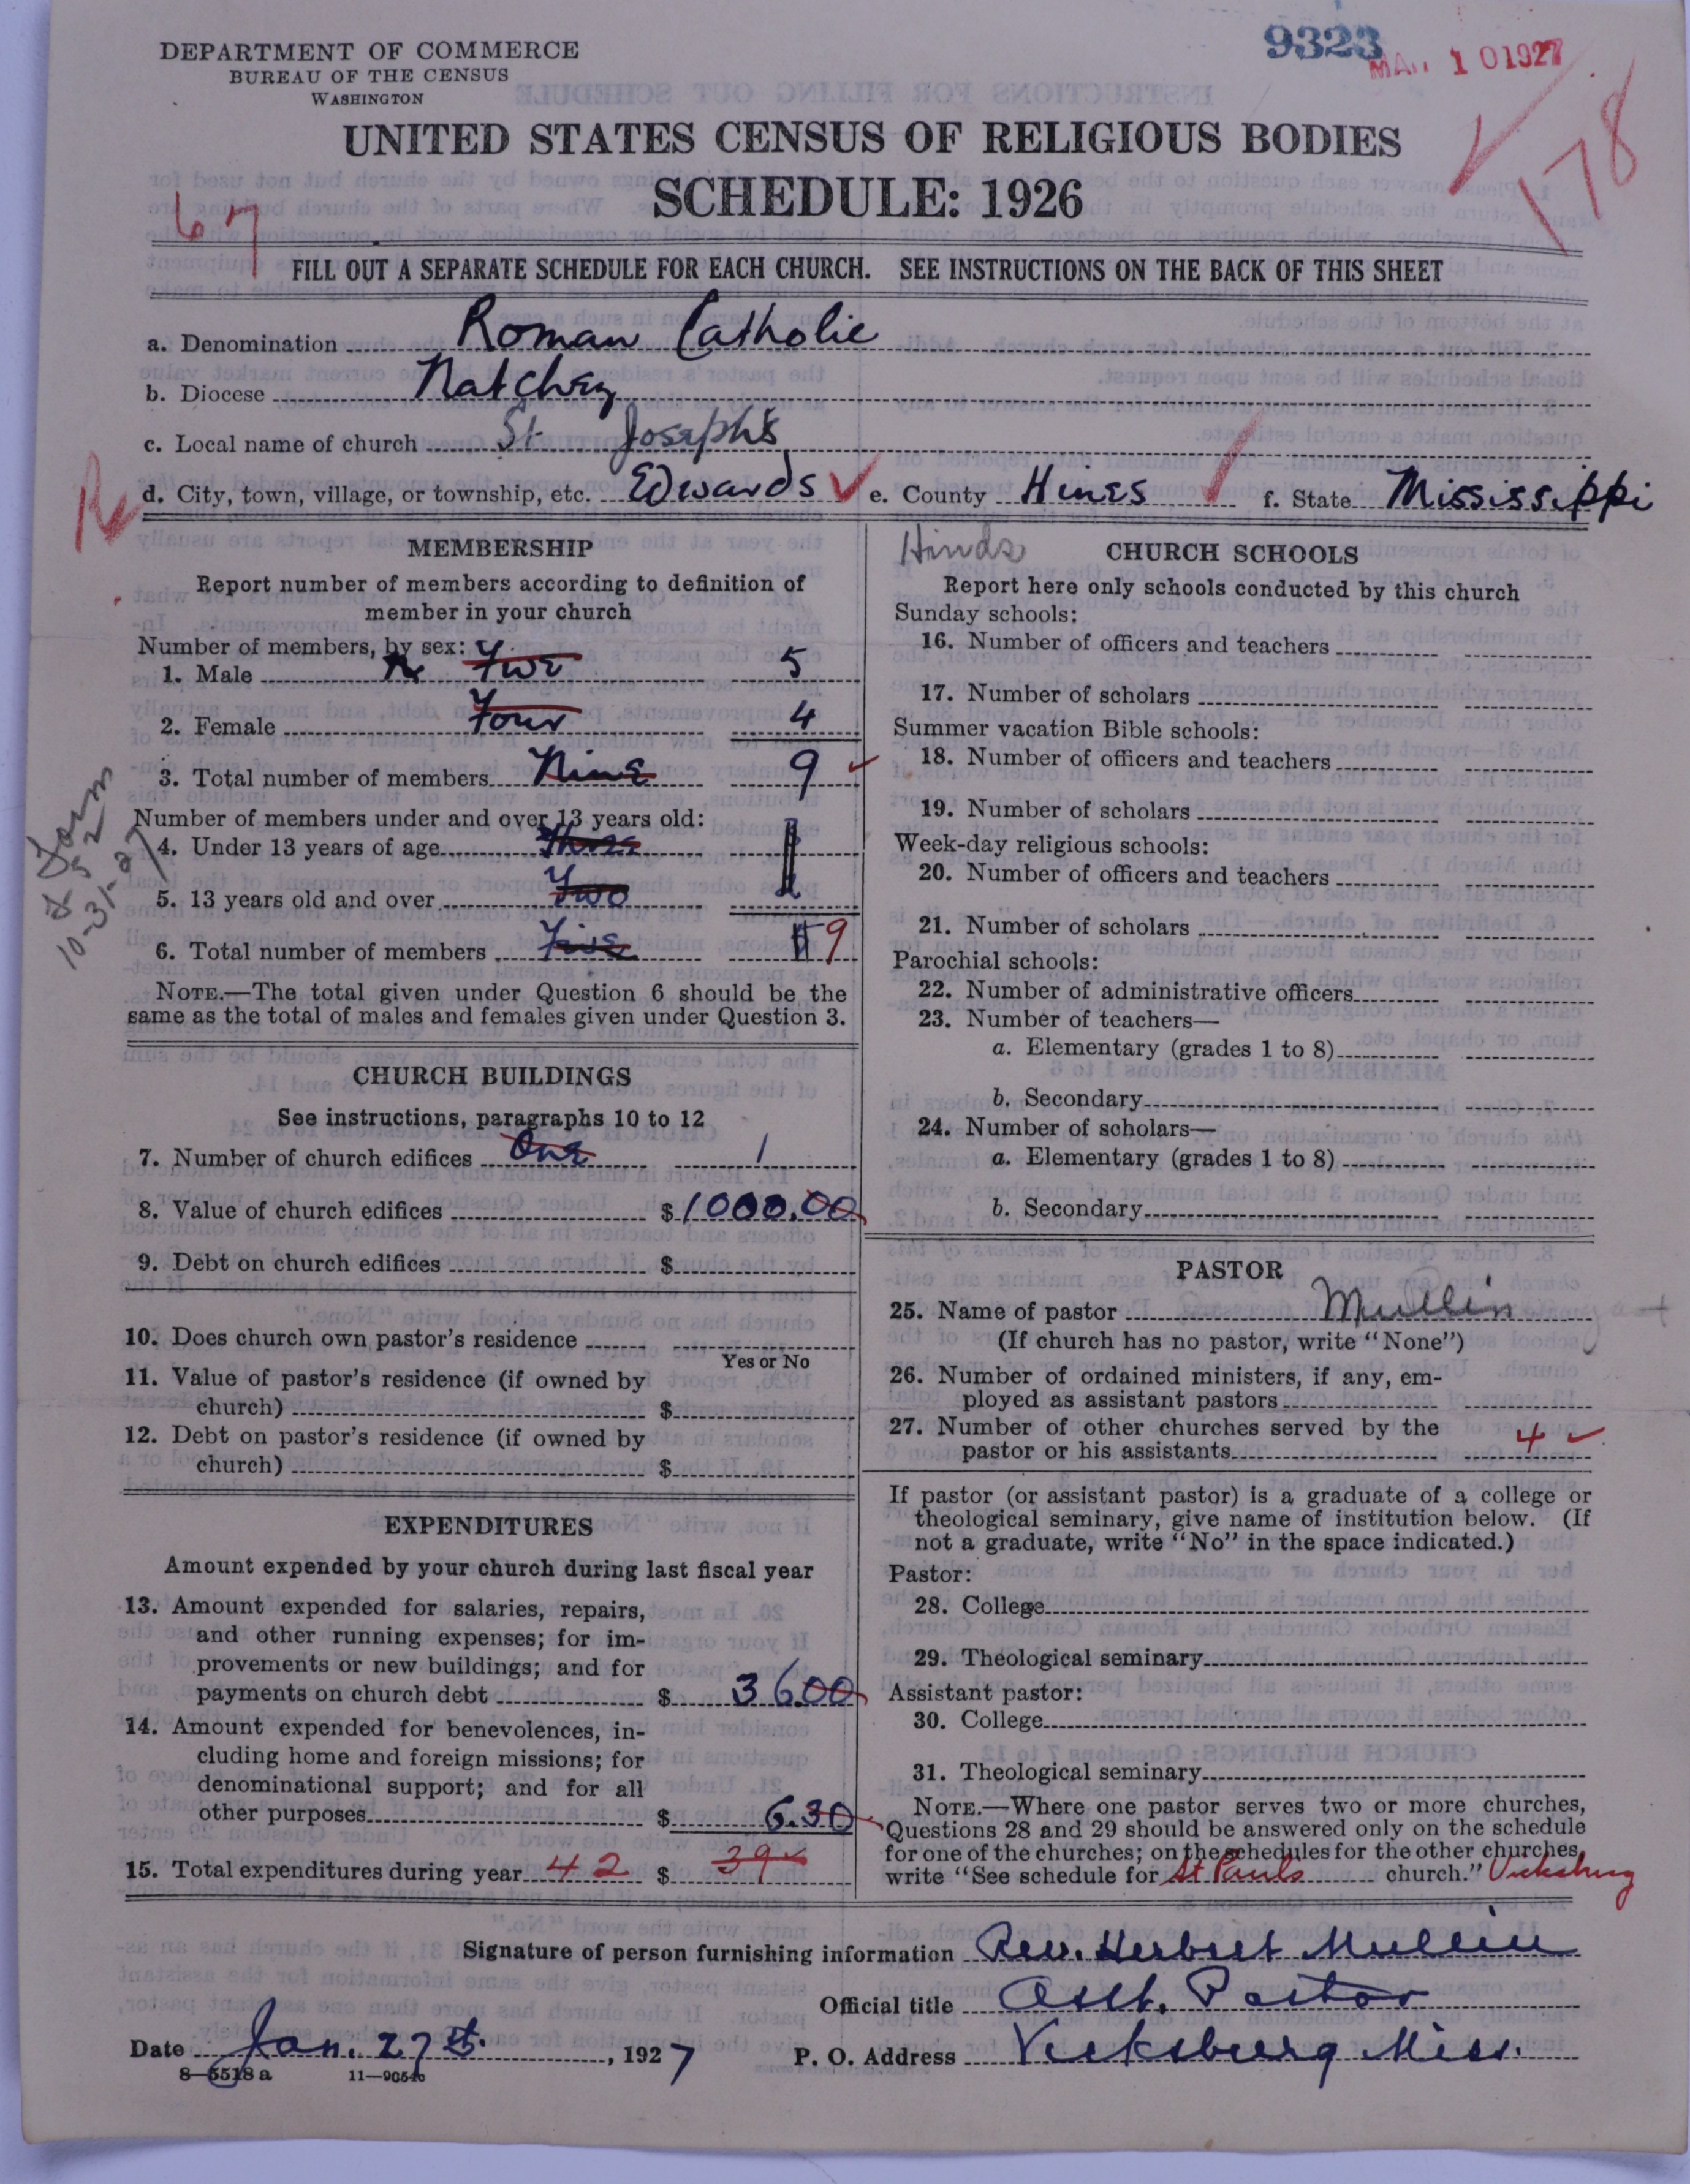 9323
MAR 10 1927
DEPARTMENT OF COMMERCE
BUREAU OF THE CENSUS
WASHINGTON
UNITED STATES CENSUS OF RELIGIOUS BODIES
SCHEDULE: 1926
67
178
FILL OUT A SEPARATE SCHEDULE FOR EACH CHURCH. SEE INSTRUCTIONS ON THE BACK OF THIS SHEET
a. Denomination Roman Catholic
b. Diocese Natchez
c. Local name of church St. Joseph's
d. City, town, village, or township, etc. Edwards e. County Hines f. State Mississippi
Hinds
MEMBERSHIP
Report number of members according to definition of
member in your church
Number of members, by sex:
1. Male 5
2. Female Four 4
3. Total number of members Nine 9
Number of members under and over 13 years old:
4. Under 13 years of age Three
5. 13 years old and over Two
6. Total number of members Five 9
NOTE.—The total given under Question 6 should be the
same as the total of males and females given under Question 3.
10-31-27
CHURCH BUILDINGS
See instructions, paragraphs 10 to 12
7. Number of church edifices One 1
8. Value of church edifices $1000.00
9. Debt on church edifices $
10. Does church own pastor's residence
Yes or No
11. Value of pastor's residence (if owned by
church) $
12. Debt on pastor's residence (if owned by
church) $
EXPENDITURES
Amount expended by your church during last fiscal year
13. Amount expended for salaries, repairs,
and other running expenses; for im-
provements or new buildings; and for
payments on church debt $ 36.00
14. Amount expended for benevolences, in-
cluding home and foreign missions; for
denominational support; and for all
other purposes $ 6.30
15. Total expenditures during year 42 $ 39
CHURCH SCHOOLS
Report here only schools conducted by this church
Sunday schools:
16. Number of officers and teachers
17. Number of scholars
Summer vacation Bible schools:
18. Number of officers and teachers
19. Number of scholars
Week-day religious schools:
20. Number of officers and teachers
21. Number of scholars
Parochial schools:
22. Number of administrative officers
23. Number of teachers—
a. Elementary (grades 1 to 8)
b. Secondary
24. Number of scholars—
a. Elementary (grades 1 to 8)
b. Secondary
PASTOR
25. Name of pastor Mullin
(If church has no pastor, write "None")
26. Number of ordained ministers, if any, em-
ployed as assistant pastors
27. Number of other churches served by the
pastor or his assistants 4
If pastor (or assistant pastor) is a graduate of a college or
theological seminary, give name of institution below. (If
not a graduate, write "No" in the space indicated.)
Pastor:
28. College
29. Theological seminary
Assistant pastor:
30. College
31. Theological seminary
NOTE.—Where one pastor serves two or more churches,
Questions 28 and 29 should be answered only on the schedule
for one of the churches; on the schedules for the other churches,
write "See schedule for St Pauls church." Vicksburg
Signature of person furnishing information Rev. Herbert Mullin
Official title Asst. Pastor
Date Jan. 27th, 1927 P. O. Address Vicksburg Miss.
8—5518 a 11—9054b